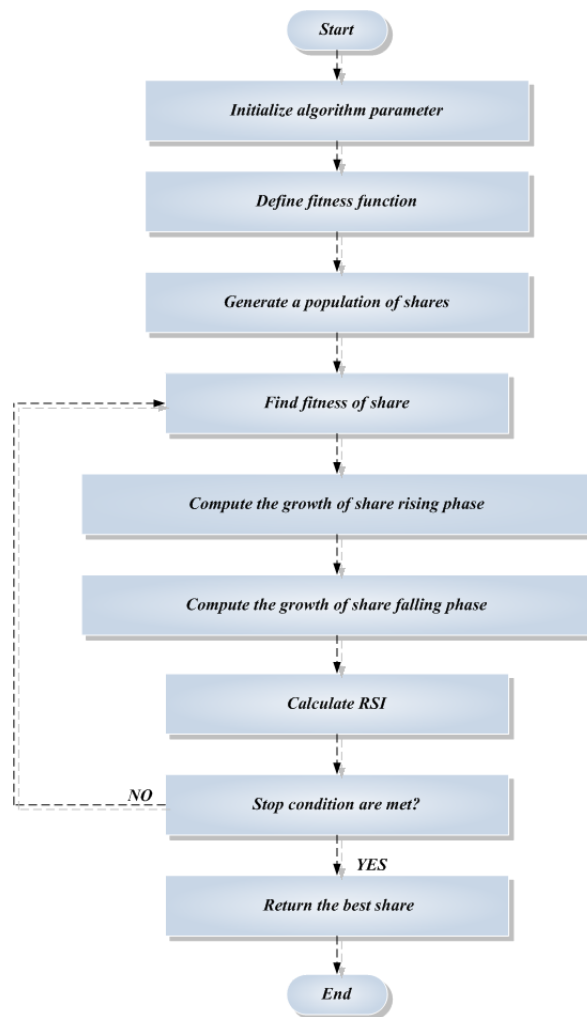 Start
Initialize algorithm parameter
Define fitness function
Generate a population of shares
Find fitness of share
Compute the growth of share rising phase
Compute the growth of share falling phase
Calculate RSI
NO
Stop condition are met?
YES
Return the best share
End